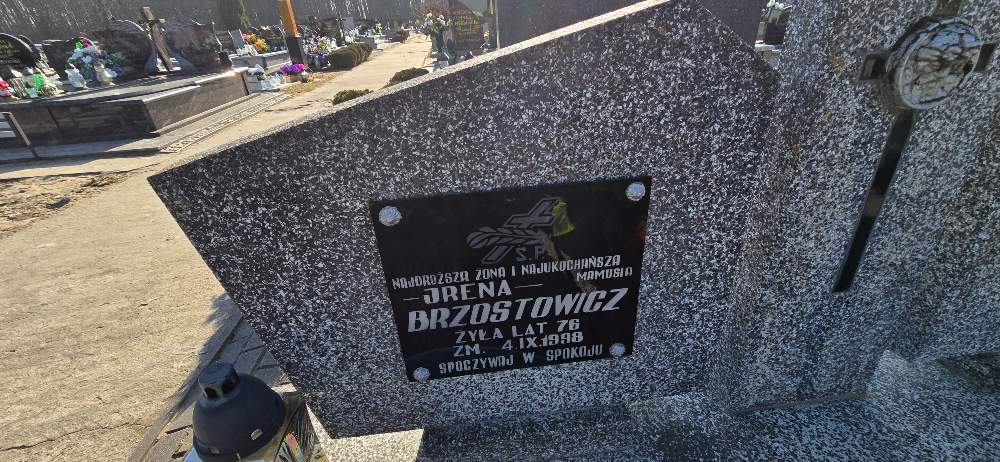 Ś.P.
NAJDROŻSZA ŻONA I NAJUKOCHAŃSZA
MAMUSIA
— JRENA —
BRZOSTOWICZ
ŻYŁA LAT 76
ZM. 4.IX.1998
SPOCZYWAJ W SPOKOJU